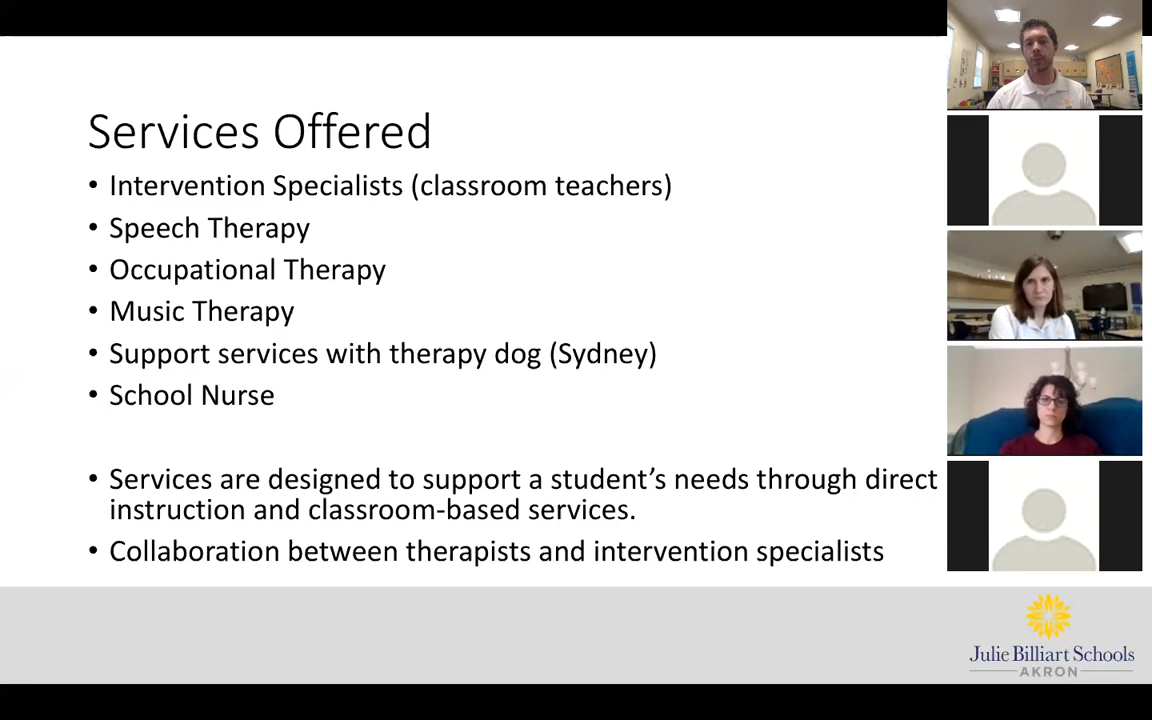 Services Offered
• Intervention Specialists (classroom teachers)
• Speech Therapy
• Occupational Therapy
• Music Therapy
• Support services with therapy dog (Sydney)
• School Nurse
• Services are designed to support a student’s needs through direct
instruction and classroom-based services.
• Collaboration between therapists and intervention specialists
Julie Billiart Schools
AKRON